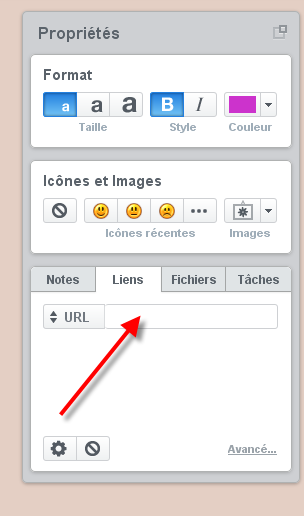 Propriétés
Format
a a a B I
Taille Style Couleur
Icônes et Images
Icônes récentes Images
Notes Liens Fichiers Tâches
URL
Avancé...